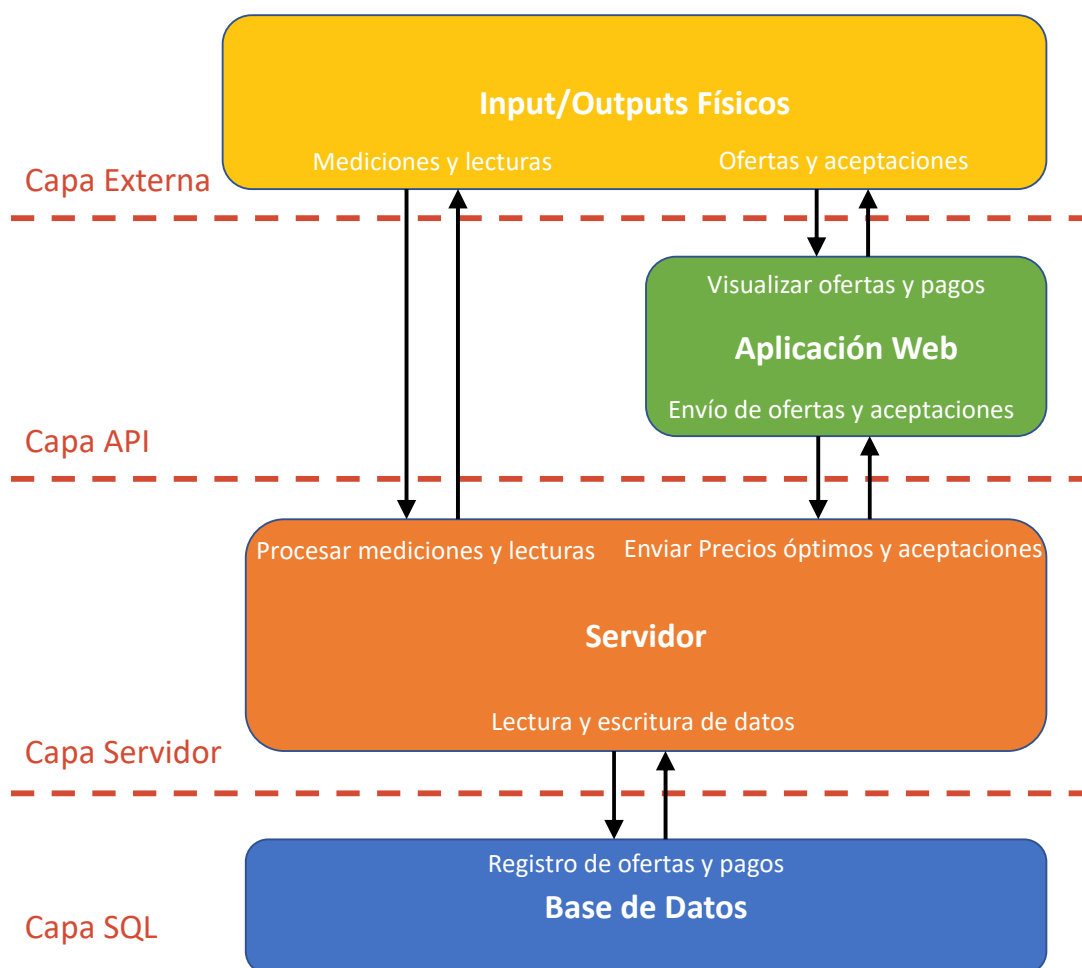 Input/Outputs Físicos
Mediciones y lecturas
Ofertas y aceptaciones
Capa Externa
Visualizar ofertas y pagos
Aplicación Web
Envío de ofertas y aceptaciones
Capa API
Procesar mediciones y lecturas
Enviar Precios óptimos y aceptaciones
Servidor
Lectura y escritura de datos
Capa Servidor
Registro de ofertas y pagos
Base de Datos
Capa SQL